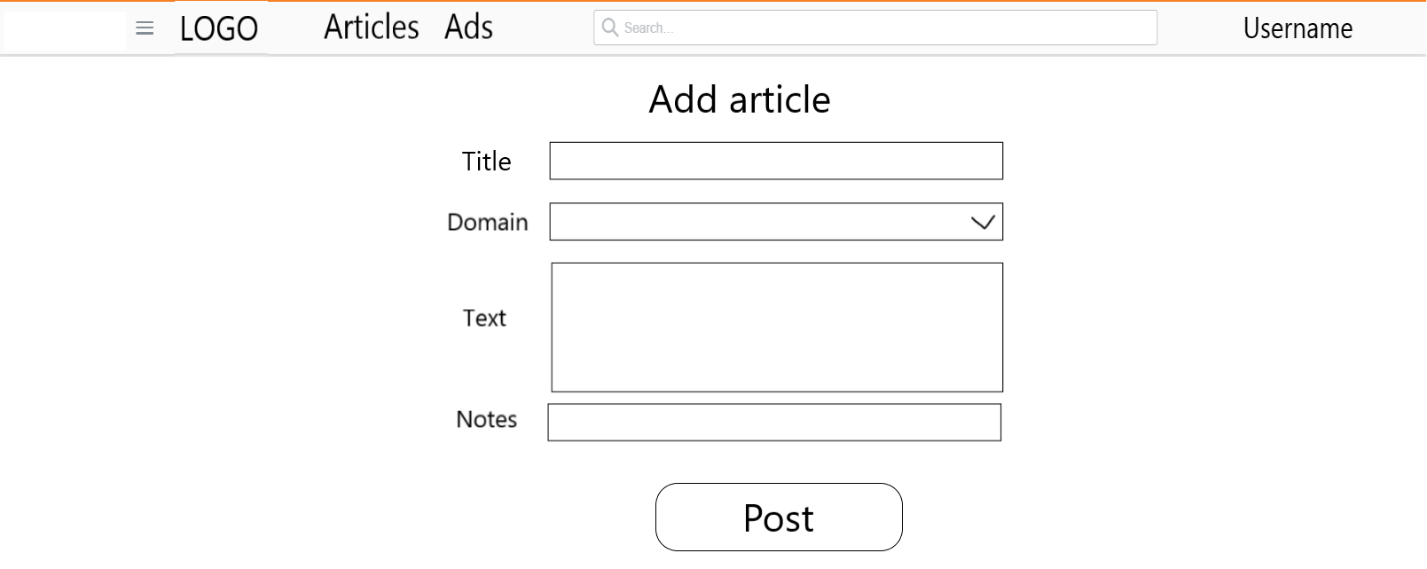 LOGO Articles Ads Search... Username
Add article
Title
Domain
Text
Notes
Post